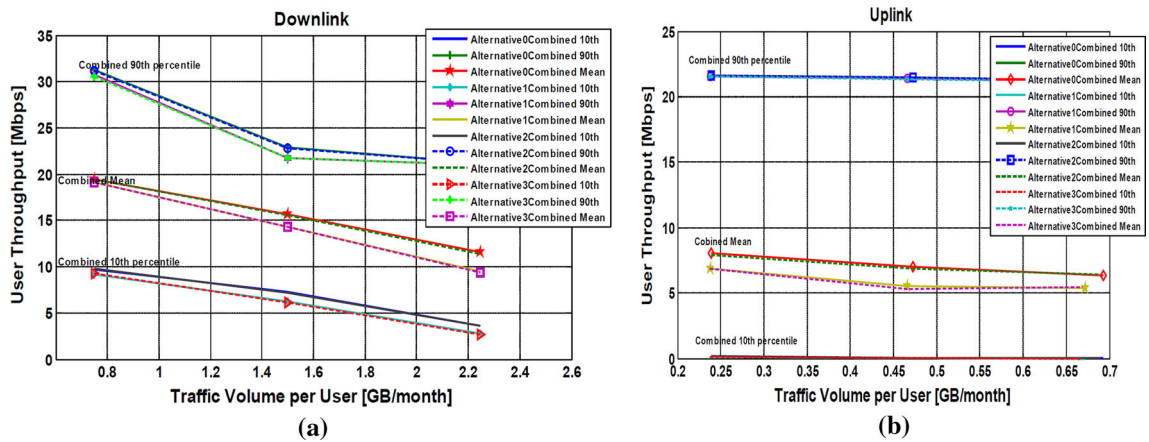 Downlink
User Throughput [Mbps]
35
30
25
20
15
10
5
0
Combined 90th percentile
Combined Mean
Combined 10th percentile
Alternative0Combined 10th
Alternative0Combined 90th
Alternative0Combined Mean
Alternative1Combined 10th
Alternative1Combined 90th
Alternative1Combined Mean
Alternative2Combined 10th
Alternative2Combined 90th
Alternative2Combined Mean
Alternative3Combined 10th
Alternative3Combined 90th
Alternative3Combined Mean
0.8 1 1.2 1.4 1.6 1.8 2 2.2 2.4 2.6
Traffic Volume per User [GB/month]
(a)
Uplink
User Throughput [Mbps]
25
20
15
10
5
0
Combined 90th percentile
Cobined Mean
Combined 10th percentile
Alternative0Combined 10th
Alternative0Combined 90th
Alternative0Combined Mean
Alternative1Combined 10th
Alternative1Combined 90th
Alternative1Combined Mean
Alternative2Combined 10th
Alternative2Combined 90th
Alternative2Combined Mean
Alternative3Combined 10th
Alternative3Combined 90th
Alternative3Combined Mean
0.2 0.25 0.3 0.35 0.4 0.45 0.5 0.55 0.6 0.65 0.7
Traffic Volume per User [GB/month]
(b)